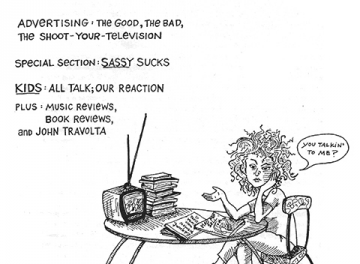 ADVERTISING: THE GOOD, THE BAD,
THE SHOOT-YOUR-TELEVISION
SPECIAL SECTION: SASSY SUCKS
KIDS: ALL TALK; OUR REACTION
PLUS: MUSIC REVIEWS,
BOOK REVIEWS,
and JOHN TRAVOLTA
YOU TALKIN'
TO ME?